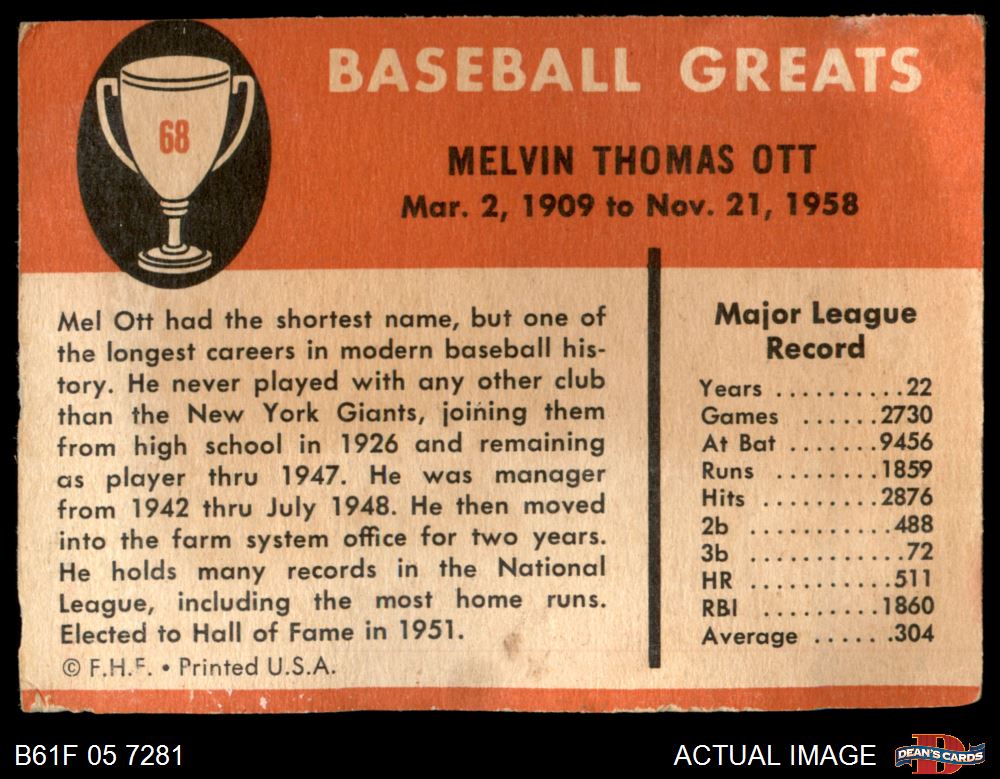 68
BASEBALL GREATS
MELVIN THOMAS OTT
Mar. 2, 1909 to Nov. 21, 1958
Mel Ott had the shortest name, but one of
the longest careers in modern baseball his-
tory. He never played with any other club
than the New York Giants, joining them
from high school in 1926 and remaining
as player thru 1947. He was manager
from 1942 thru July 1948. He then moved
into the farm system office for two years.
He holds many records in the National
League, including the most home runs.
Elected to Hall of Fame in 1951.
© F.H.F. • Printed U.S.A.
Major League
Record
Years ..........22
Games ......2730
At Bat .......9456
Runs .......1859
Hits .........2876
2b ..........488
3b ...........72
HR ..........511
RBI .........1860
Average ......304
B61F 05 7281
ACTUAL IMAGE
D
DEAN'S CARDS